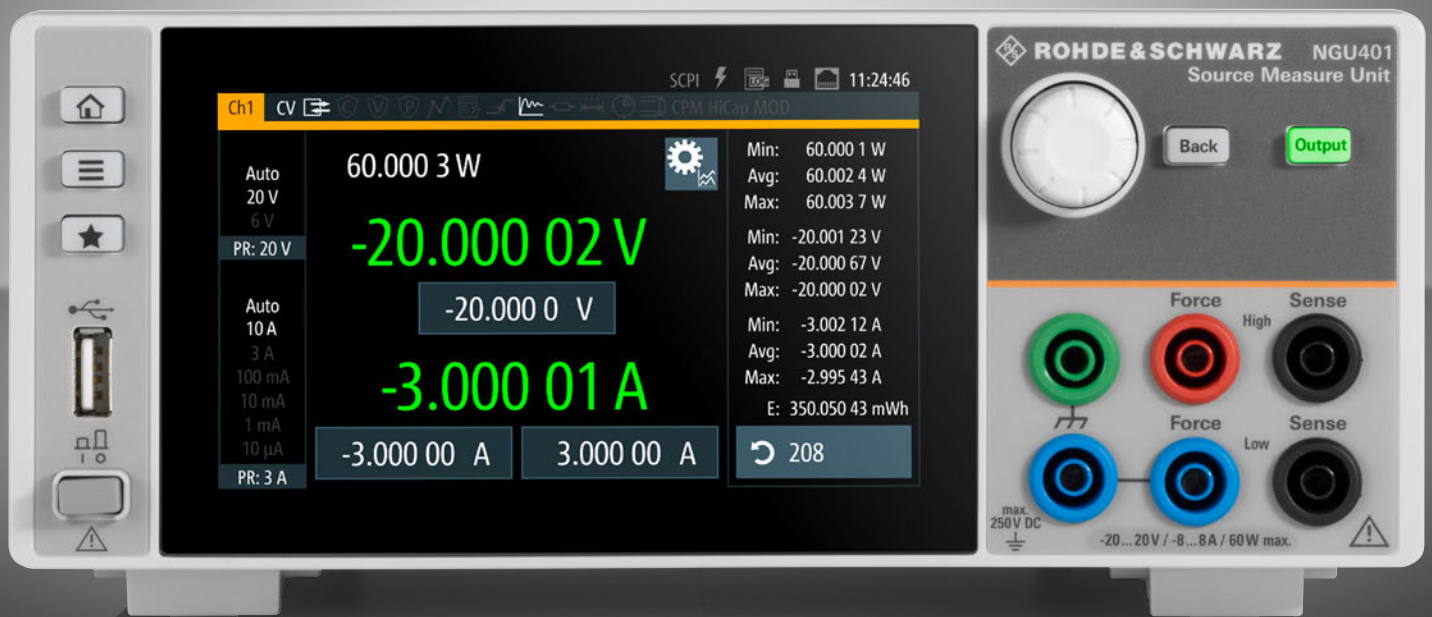 ROHDE&SCHWARZ NGU401
Source Measure Unit
SCPI LOG 11:24:46
Ch1 CV C V P CPM HiCap MOD
Auto
20 V
6 V
PR: 20 V
Auto
10 A
3 A
100 mA
10 mA
1 mA
10 µA
PR: 3 A
60.000 3 W
-20.000 02 V
-20.000 0 V
-3.000 01 A
-3.000 00 A 3.000 00 A
Min: 60.000 1 W
Avg: 60.002 4 W
Max: 60.003 7 W
Min: -20.001 23 V
Avg: -20.000 67 V
Max: -20.000 02 V
Min: -3.002 12 A
Avg: -3.000 02 A
Max: -2.995 43 A
E: 350.050 43 mWh
208
Back
Output
Force Sense
High
Force Sense
Low
max.
250 V DC
-20...20 V / -8...8 A / 60 W max.